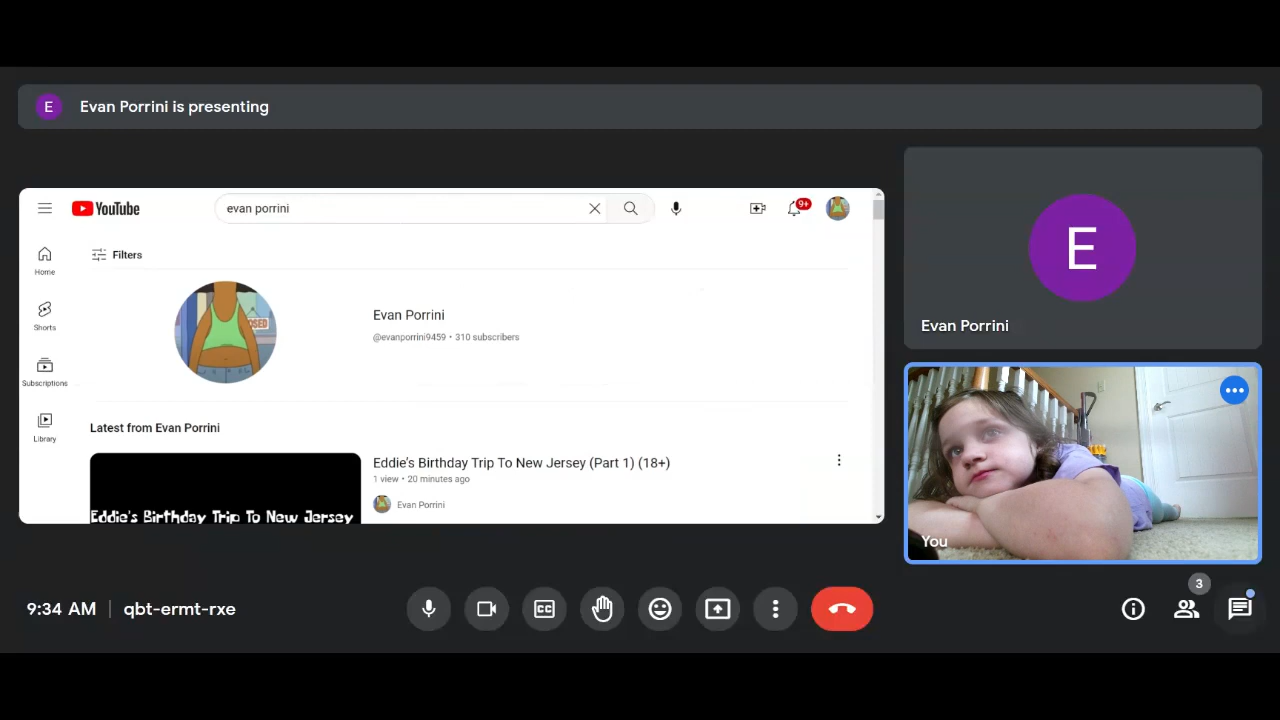 E
Evan Porrini is presenting
YouTube
evan porrini
9+
Home
Shorts
Subscriptions
Library
Filters
OSED
Evan Porrini
@evanporrini9459 • 310 subscribers
Latest from Evan Porrini
Eddie's Birthday Trip To New Jersey
Eddie's Birthday Trip To New Jersey (Part 1) (18+)
1 view • 20 minutes ago
Evan Porrini
E
Evan Porrini
You
9:34 AM | qbt-ermt-rxe
CC
3